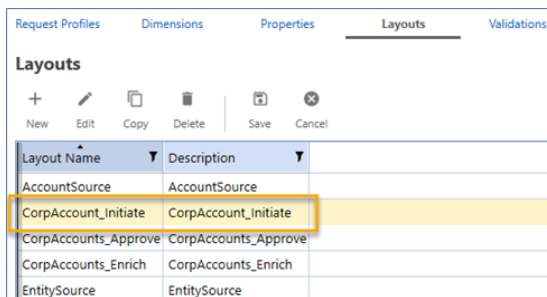 Request Profiles Dimensions Properties Layouts Validations
Layouts
New Edit Copy Delete Save Cancel
Layout Name Description
AccountSource AccountSource
CorpAccount_Initiate CorpAccount_Initiate
CorpAccounts_Approve CorpAccounts_Approve
CorpAccounts_Enrich CorpAccounts_Enrich
EntitySource EntitySource